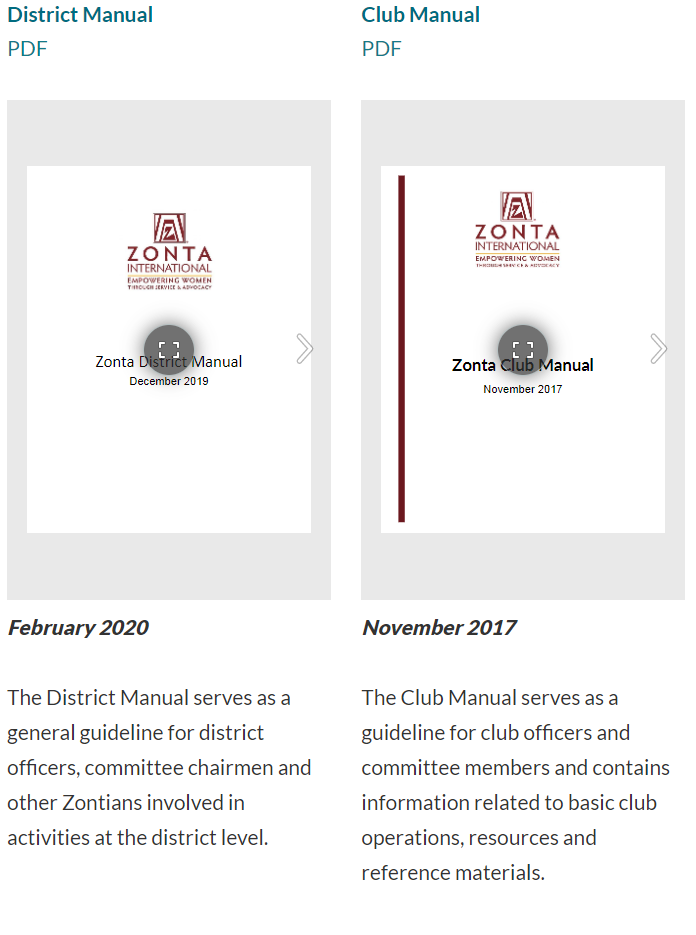 District Manual
PDF
ZONTA
INTERNATIONAL
EMPOWERING WOMEN
THROUGH SERVICE & ADVOCACY
Zonta District Manual
December 2019
February 2020
The District Manual serves as a
general guideline for district
officers, committee chairmen and
other Zontians involved in
activities at the district level.
Club Manual
PDF
ZONTA
INTERNATIONAL
EMPOWERING WOMEN
THROUGH SERVICE & ADVOCACY
Zonta Club Manual
November 2017
November 2017
The Club Manual serves as a
guideline for club officers and
committee members and contains
information related to basic club
operations, resources and
reference materials.